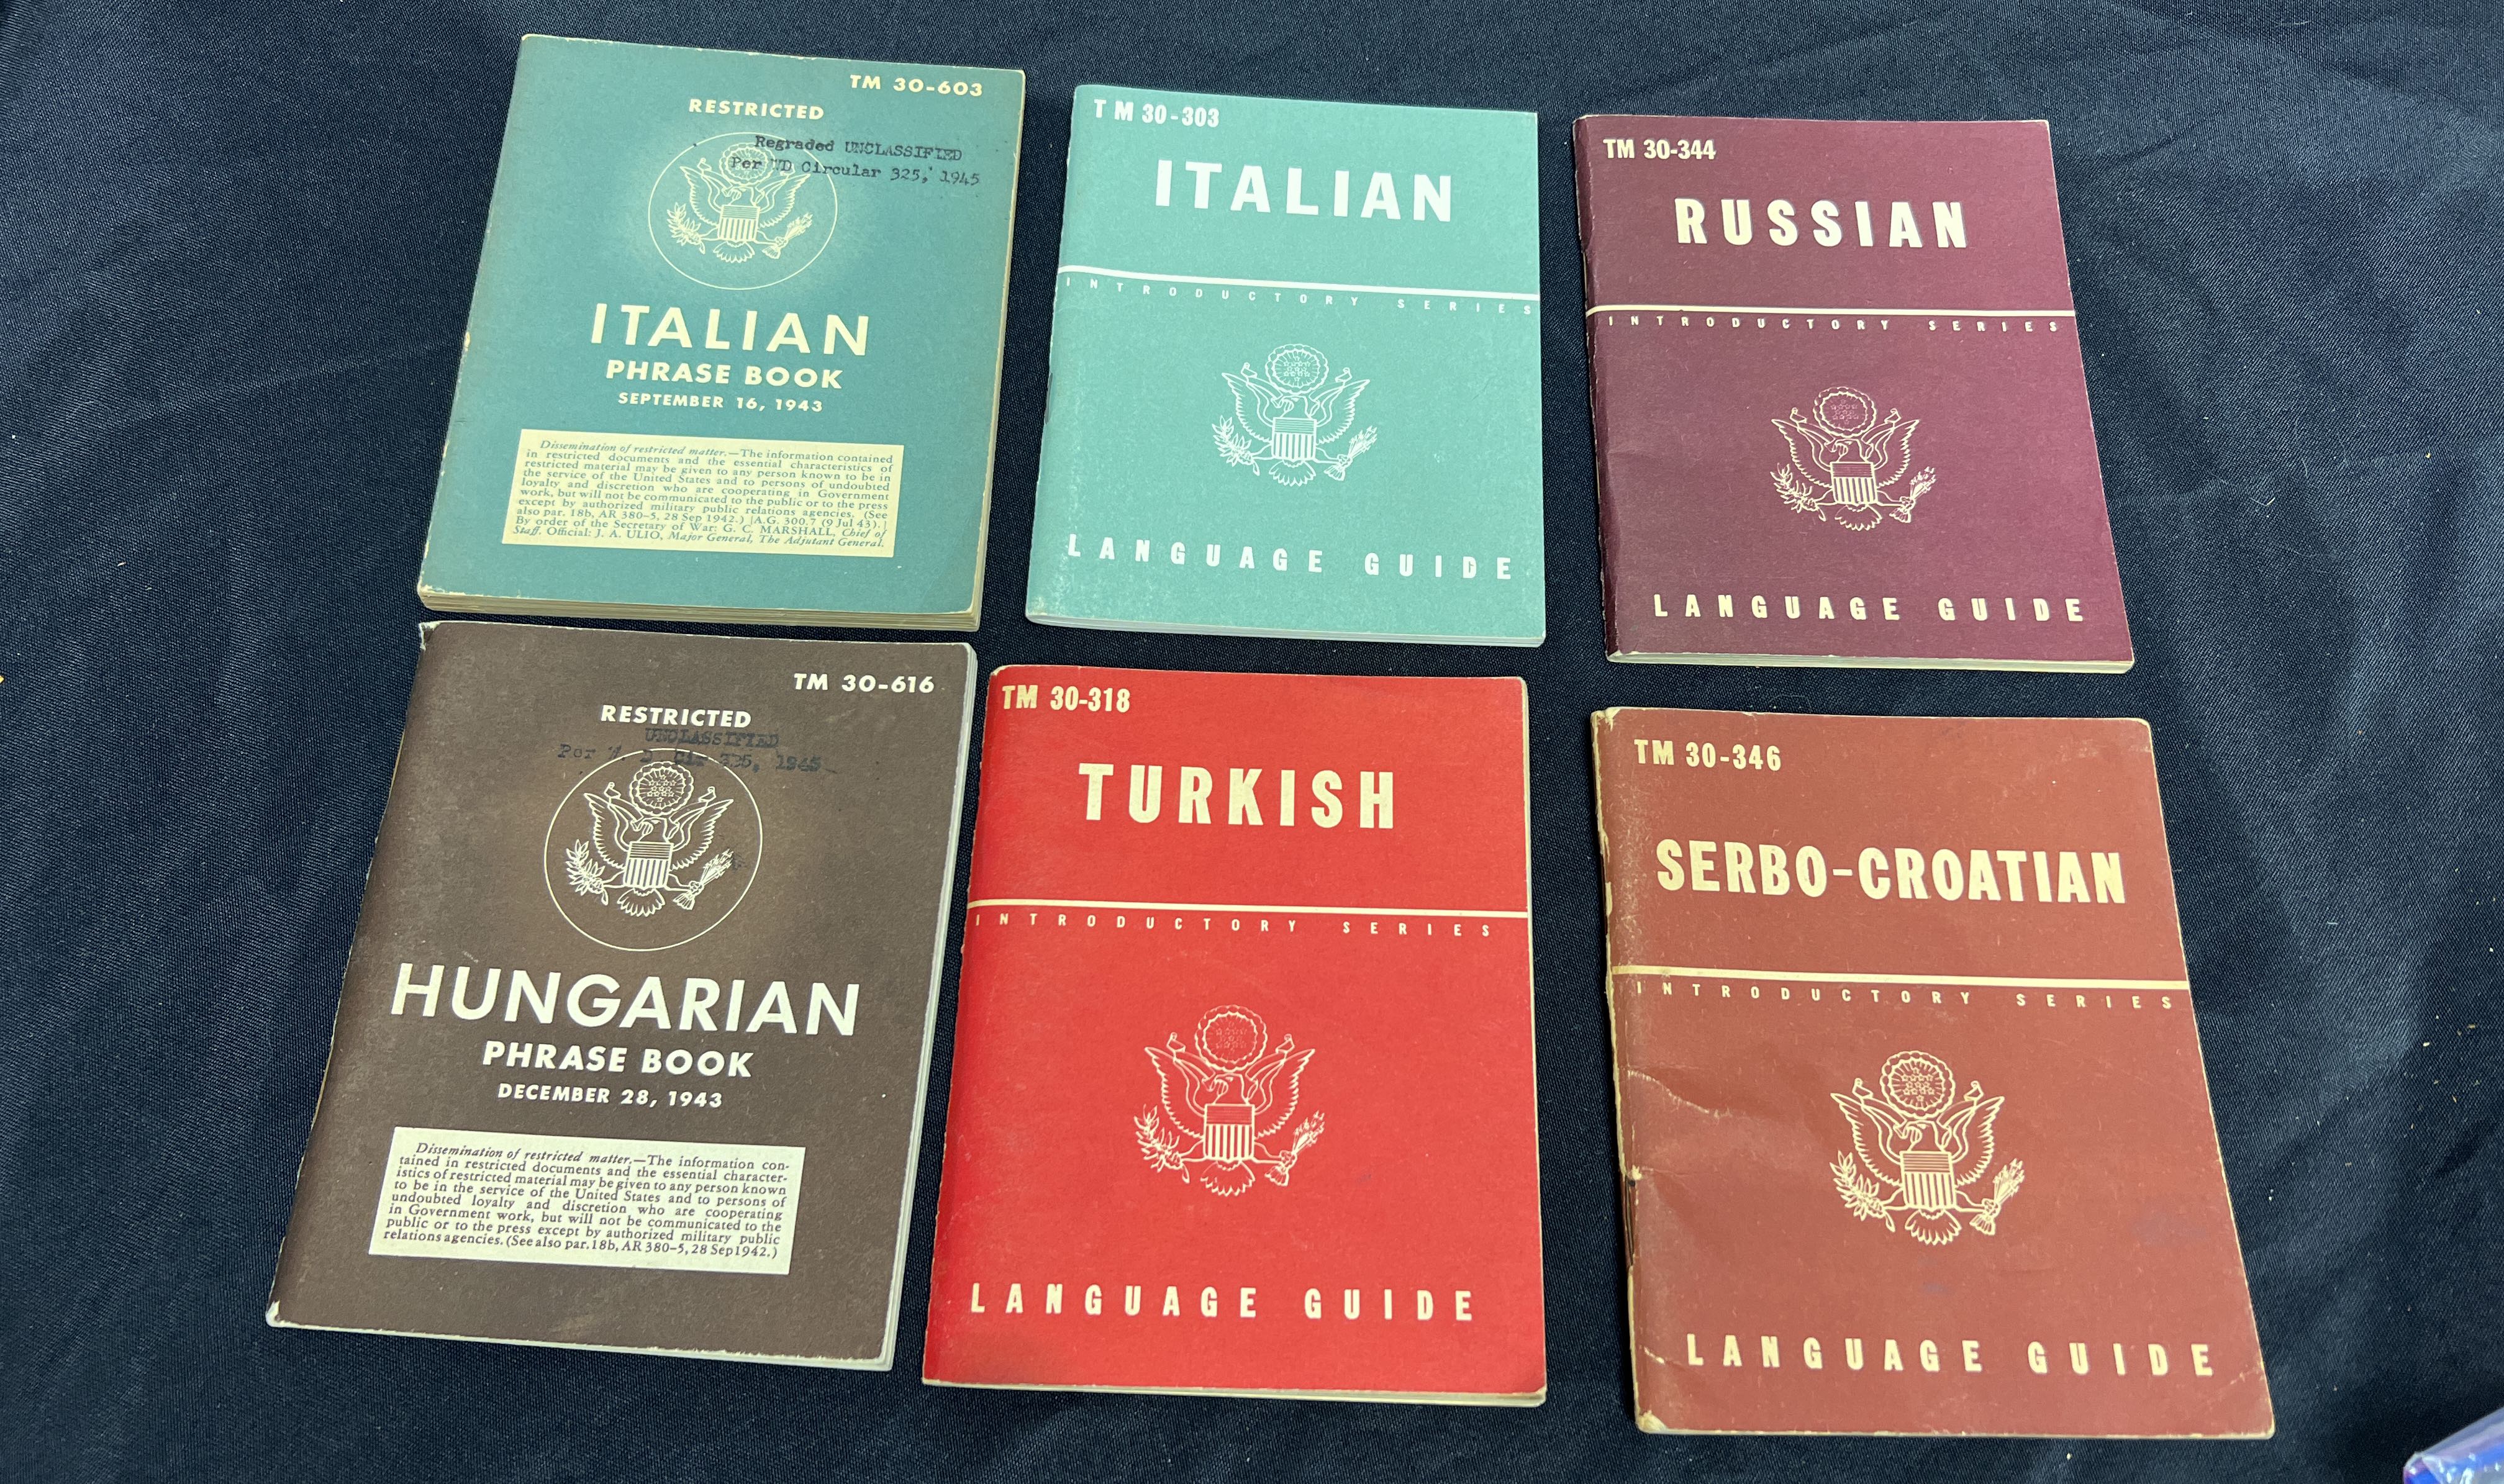 TM 30-603
RESTRICTED
Regraded UNCLASSIFIED
Per WD Circular 325, 1945
ITALIAN
PHRASE BOOK
SEPTEMBER 16, 1943
Dissemination of restricted matter.—The information contained
in restricted documents and the essential characteristics of
restricted material may be given to any person known to be in
the service of the United States and to persons of undoubted
loyalty and discretion who are cooperating in Government
work, but will not be communicated to the public or to the press
except by authorized military public relations agencies. (See
also par. 18b, AR 380-5, 28 Sep 1942.) [A.G. 300.7 (9 Jul 43).]
By order of the Secretary of War: G. C. MARSHALL, Chief of
Staff. Official: J. A. ULIO, Major General, The Adjutant General.
TM 30-303
ITALIAN
INTRODUCTORY SERIES
LANGUAGE GUIDE
TM 30-344
RUSSIAN
INTRODUCTORY SERIES
LANGUAGE GUIDE
TM 30-616
RESTRICTED
UNCLASSIFIED
Per W. D. Cir 325, 1945
HUNGARIAN
PHRASE BOOK
DECEMBER 28, 1943
Dissemination of restricted matter.—The information con-
tained in restricted documents and the essential character-
istics of restricted material may be given to any person known
to be in the service of the United States and to persons of
undoubted loyalty and discretion who are cooperating
in Government work, but will not be communicated to the
public or to the press except by authorized military public
relations agencies. (See also par. 18b, AR 380-5, 28 Sep 1942.)
TM 30-318
TURKISH
INTRODUCTORY SERIES
LANGUAGE GUIDE
TM 30-346
SERBO-CROATIAN
INTRODUCTORY SERIES
LANGUAGE GUIDE